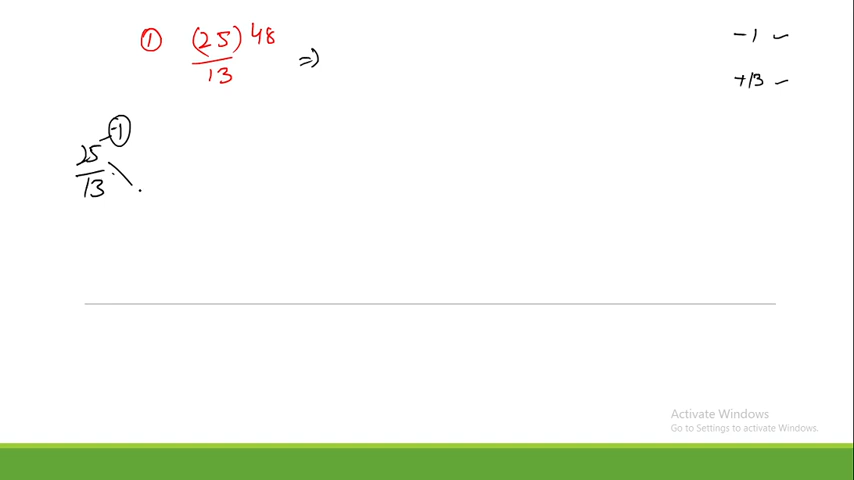 ① (25)^48 / 13 =>
-1 ✓
+13 ✓
25 / 13 -1
Activate Windows
Go to Settings to activate Windows.